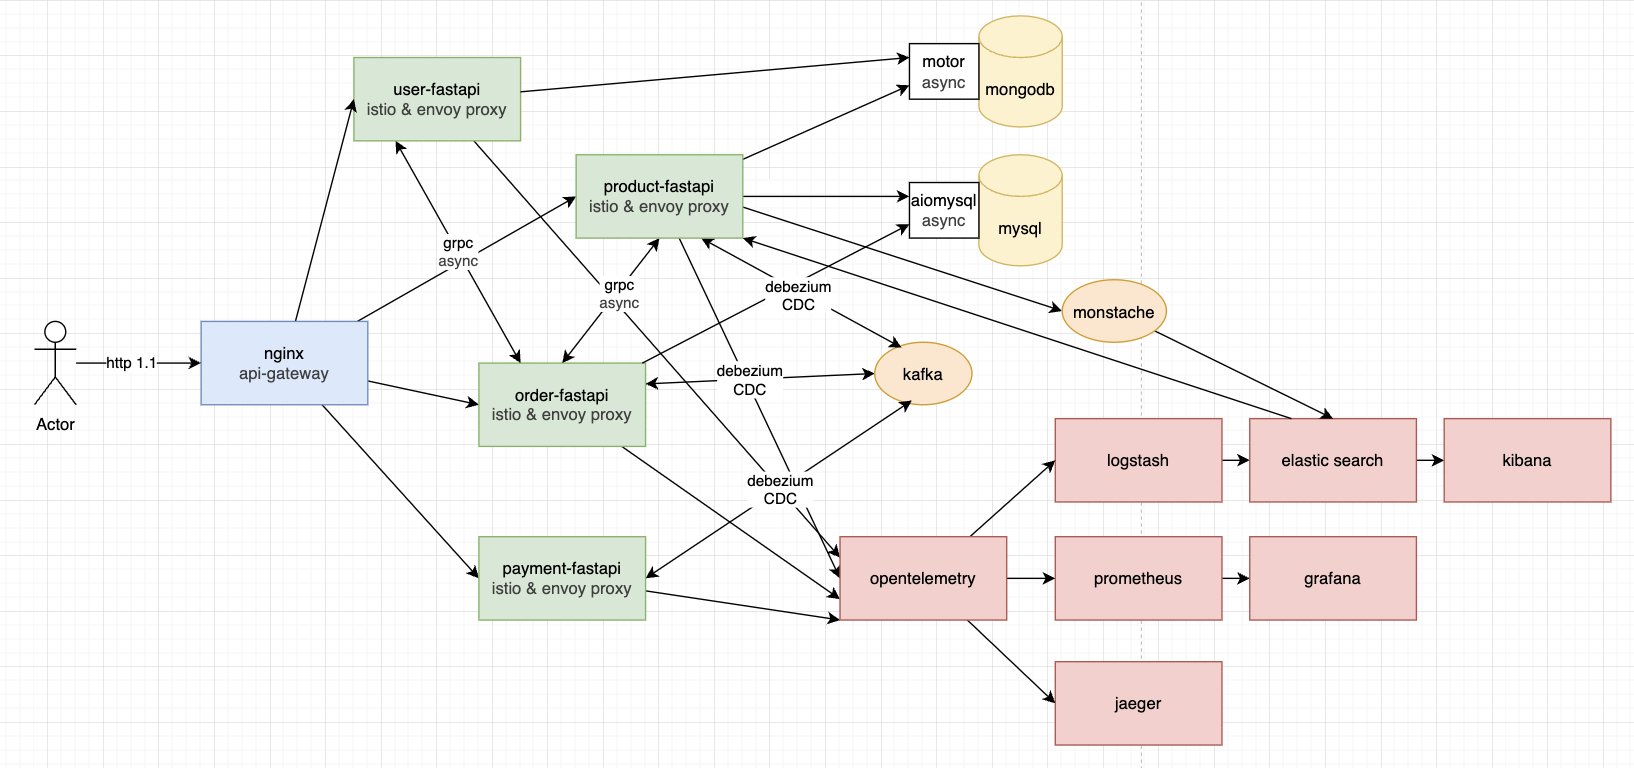 user-fastapi
istio & envoy proxy
motor
async
mongodb
product-fastapi
istio & envoy proxy
aiomysql
async
mysql
grpc
async
grpc
async
debezium
CDC
monstache
http 1.1
nginx
api-gateway
Actor
order-fastapi
istio & envoy proxy
debezium
CDC
kafka
logstash
elastic search
kibana
debezium
CDC
payment-fastapi
istio & envoy proxy
opentelemetry
prometheus
grafana
jaeger